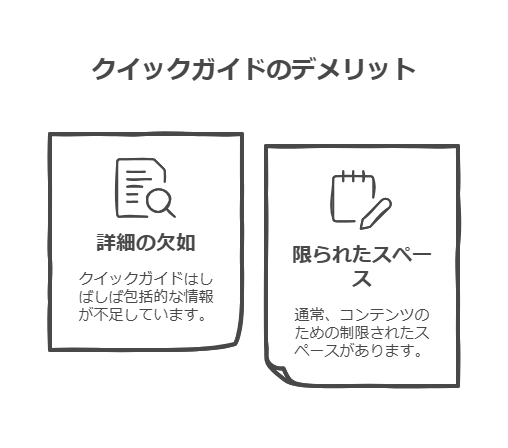 クイックガイドのデメリット
詳細の欠如
クイックガイドはし
ばしば包括的な情報
が不足しています。
限られたスペー
ス
通常、コンテンツの
ための制限されたス
ペースがあります。